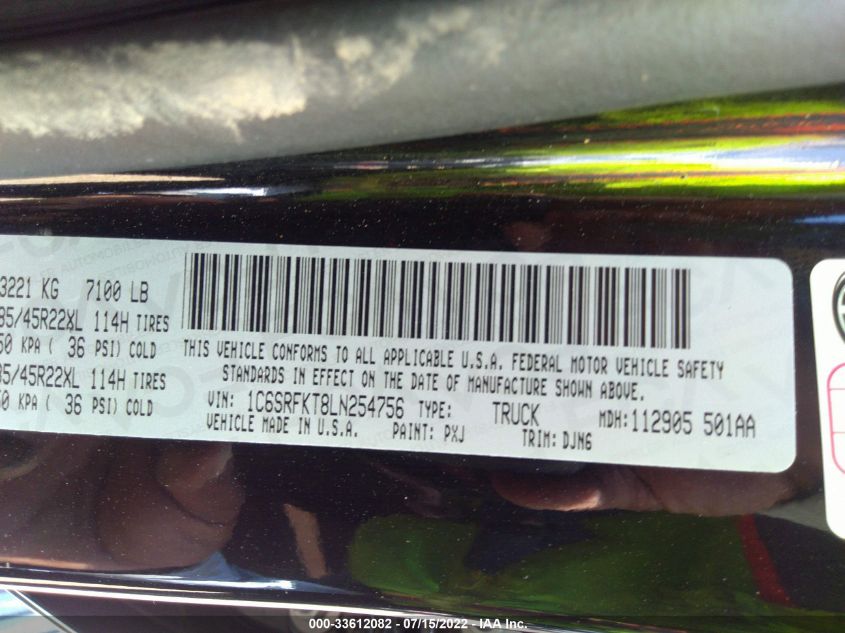 3221 KG 7100 LB
85/45R22XL 114H TIRES
50 KPA ( 36 PSI) COLD
85/45R22XL 114H TIRES
50 KPA ( 36 PSI) COLD
THIS VEHICLE CONFORMS TO ALL APPLICABLE U.S.A. FEDERAL MOTOR VEHICLE SAFETY
STANDARDS IN EFFECT ON THE DATE OF MANUFACTURE SHOWN ABOVE.
VIN: 1C6SRFKT8LN254756 TYPE: TRUCK MDH:112905 501AA
VEHICLE MADE IN U.S.A. PAINT: PXJ TRIM: DJN6
000-33612082 - 07/15/2022 - IAA Inc.